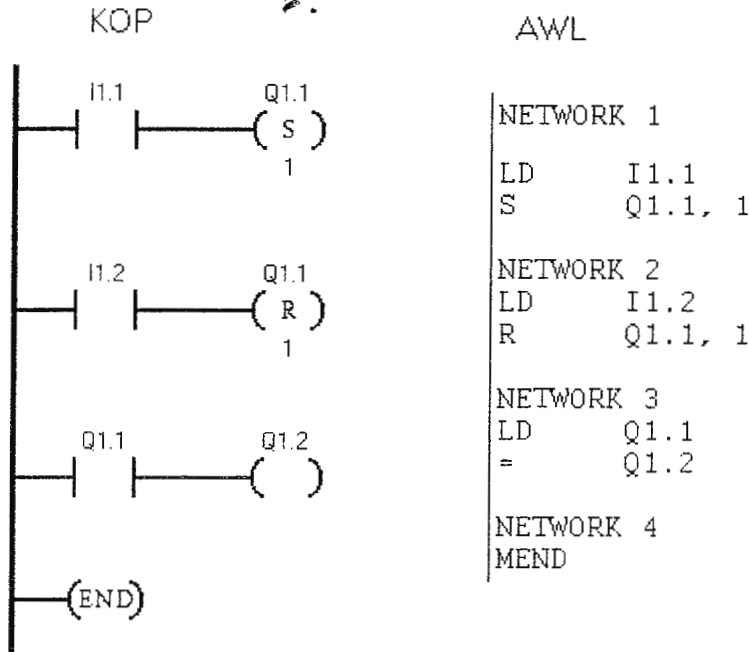 KOP
I1.1 Q1.1
S
1
I1.2 Q1.1
R
1
Q1.1 Q1.2
(END)
AWL
NETWORK 1
LD I1.1
S Q1.1, 1
NETWORK 2
LD I1.2
R Q1.1, 1
NETWORK 3
LD Q1.1
= Q1.2
NETWORK 4
MEND